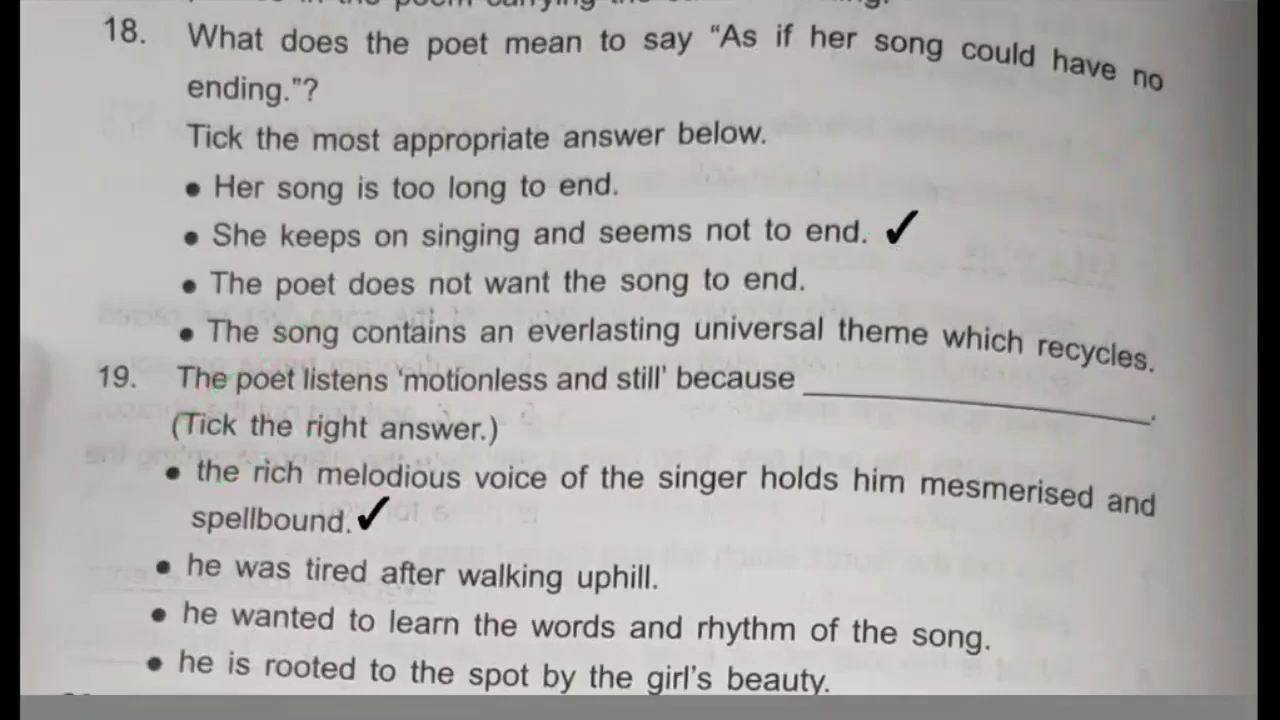 18. What does the poet mean to say “As if her song could have no
ending.”?
Tick the most appropriate answer below.
• Her song is too long to end.
• She keeps on singing and seems not to end. ✓
• The poet does not want the song to end.
• The song contains an everlasting universal theme which recycles.
19. The poet listens 'motionless and still' because ____________.
(Tick the right answer.)
• the rich melodious voice of the singer holds him mesmerised and
spellbound. ✓
• he was tired after walking uphill.
• he wanted to learn the words and rhythm of the song.
• he is rooted to the spot by the girl's beauty.